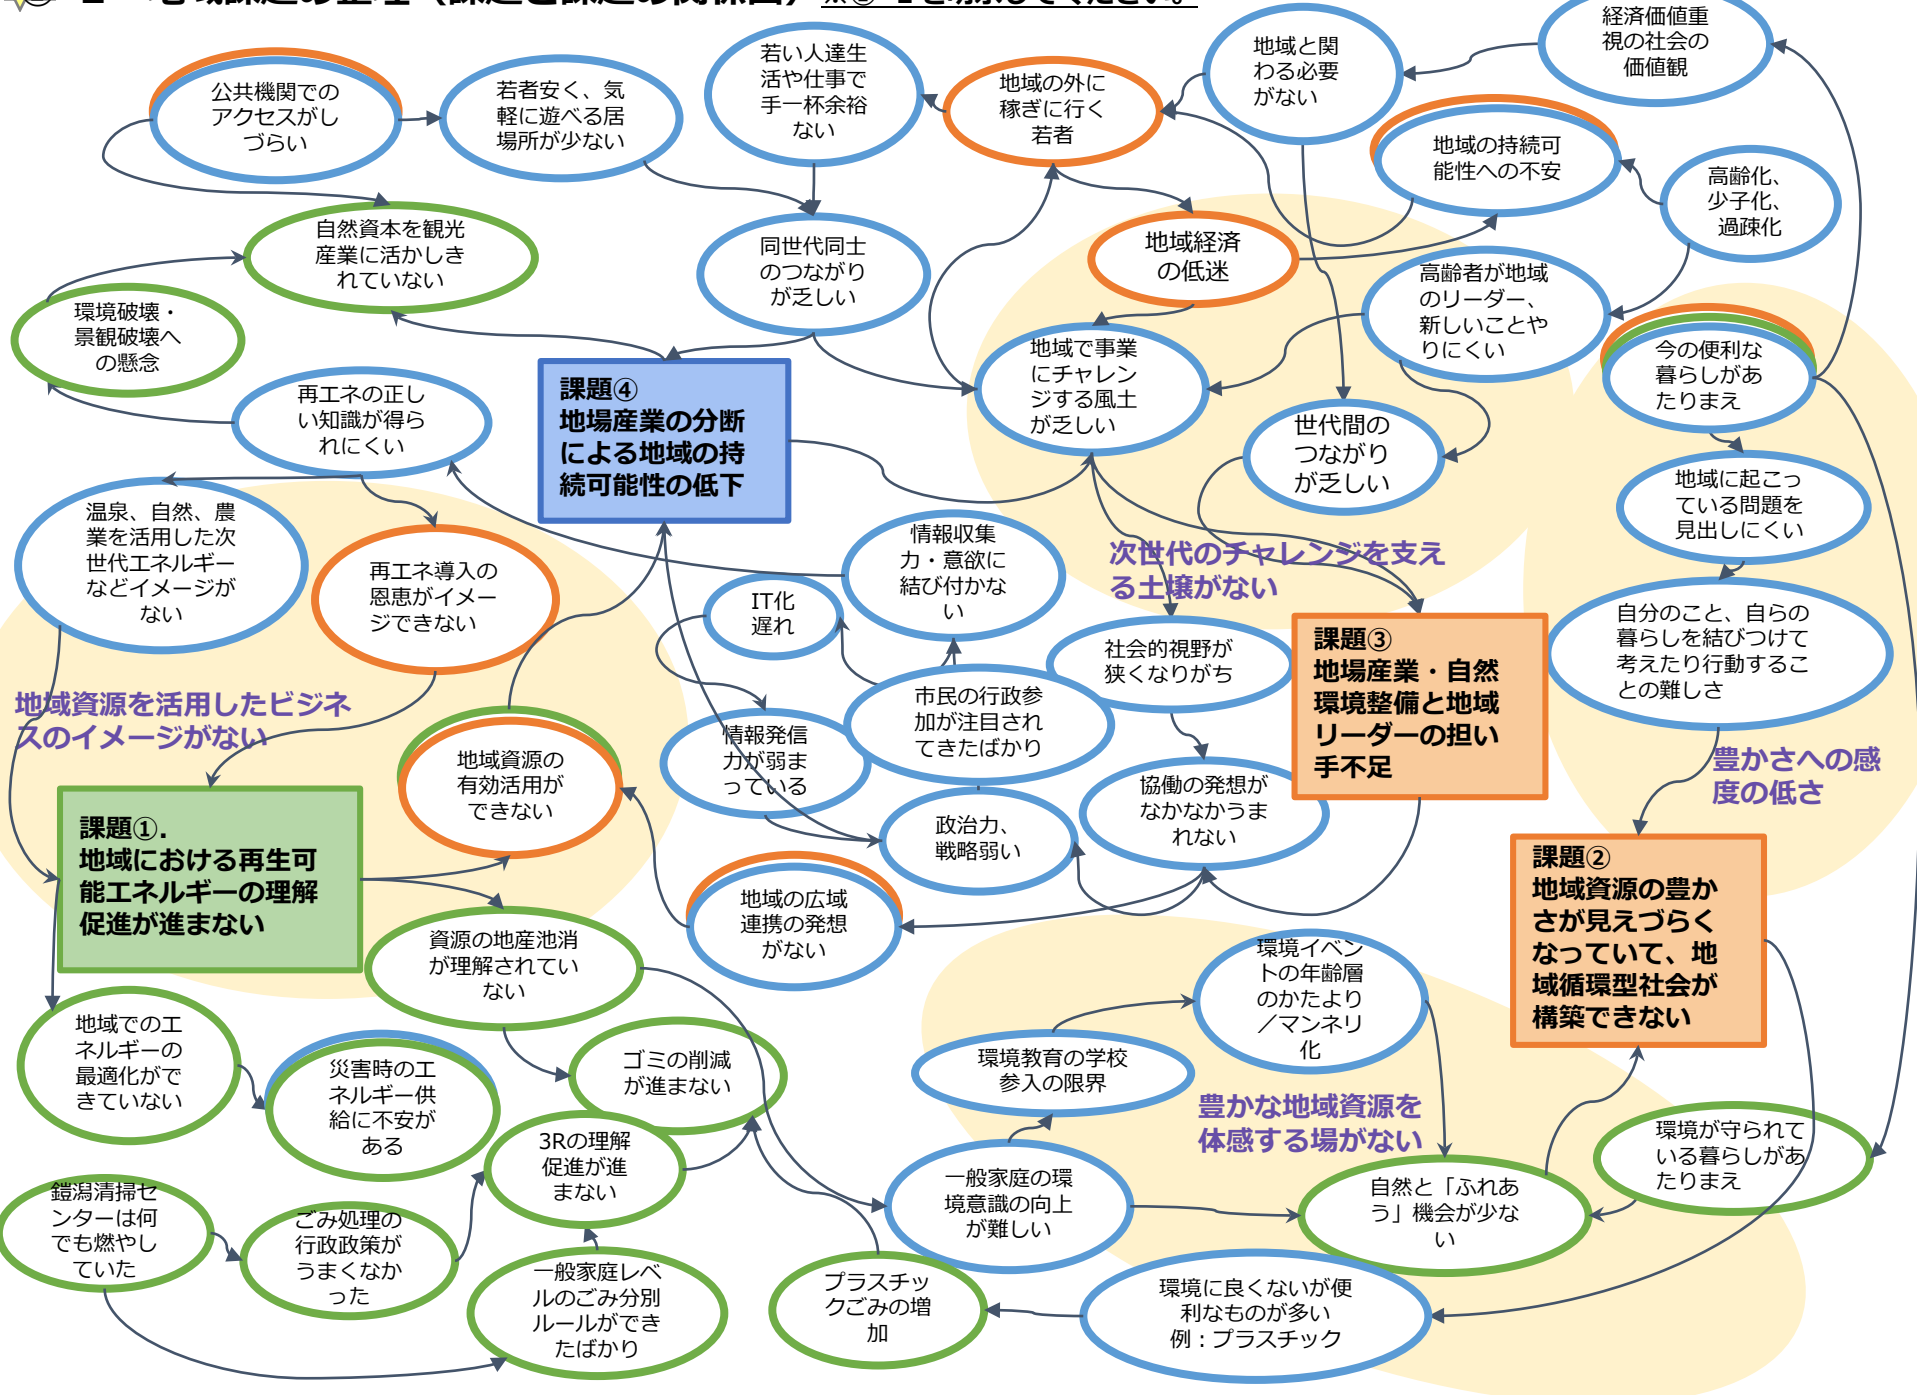 経済価値重
視の社会の
価値観
若い人達生
活や仕事で
手一杯余裕
ない
地域と関
わる必要
がない
公共機関での
アクセスがし
づらい
若者安く、気
軽に遊べる居
場所が少ない
地域の外に
稼ぎに行く
若者
地域の持続可
能性への不安
高齢化、
少子化、
過疎化
自然資本を観光
産業に活かしき
れていない
同世代同士
のつながり
が乏しい
地域経済
の低迷
高齢者が地域
のリーダー、
新しいことや
りにくい
環境破壊・
景観破壊へ
の懸念
地域で事業
にチャレン
ジする風土
が乏しい
今の便利な
暮らしがあ
たりまえ
再エネの正し
い知識が得ら
れにくい
課題④
地場産業の分断
による地域の持
続可能性の低下
世代間の
つながり
が乏しい
地域に起こっ
ている問題を
見出しにくい
温泉、自然、農
業を活用した次
世代エネルギー
などイメージが
ない
再エネ導入の
恩恵がイメー
ジできない
情報収集
力・意欲に
結び付かな
い
次世代のチャレンジを支え
る土壌がない
IT化
遅れ
自分のこと、自らの
暮らしを結びつけて
考えたり行動するこ
との難しさ
社会的視野が
狭くなりがち
課題③
地場産業・自然
環境整備と地域
リーダーの担い
手不足
地域資源を活用したビジネ
スのイメージがない
市民の行政参
加が注目され
てきたばかり
情報発信
力が弱ま
っている
地域資源の
有効活用が
できない
豊かさへの感
度の低さ
協働の発想が
なかなかうま
れない
課題①.
地域における再生可
能エネルギーの理解
促進が進まない
政治力、
戦略弱い
課題②
地域資源の豊か
さが見えづらく
なっていて、地
域循環型社会が
構築できない
地域の広域
連携の発想
がない
資源の地産池消
が理解されてい
ない
環境イベン
トの年齢層
のかたより
／マンネリ
化
地域でのエ
ネルギーの
最適化がで
きていない
災害時のエ
ネルギー供
給に不安が
ある
ゴミの削減
が進まない
環境教育の学校
参入の限界
豊かな地域資源を
体感する場がない
3Rの理解
促進が進
まない
環境が守られて
いる暮らしがあ
たりまえ
一般家庭の環
境意識の向上
が難しい
自然と「ふれあ
う」機会が少な
い
鎧潟清掃セ
ンターは何
でも燃やし
ていた
ごみ処理の
行政政策が
うまくなか
った
一般家庭レベ
ルのごみ分別
ルールができ
たばかり
プラスチッ
クごみの増
加
環境に良くないが便
利なものが多い
例：プラスチック